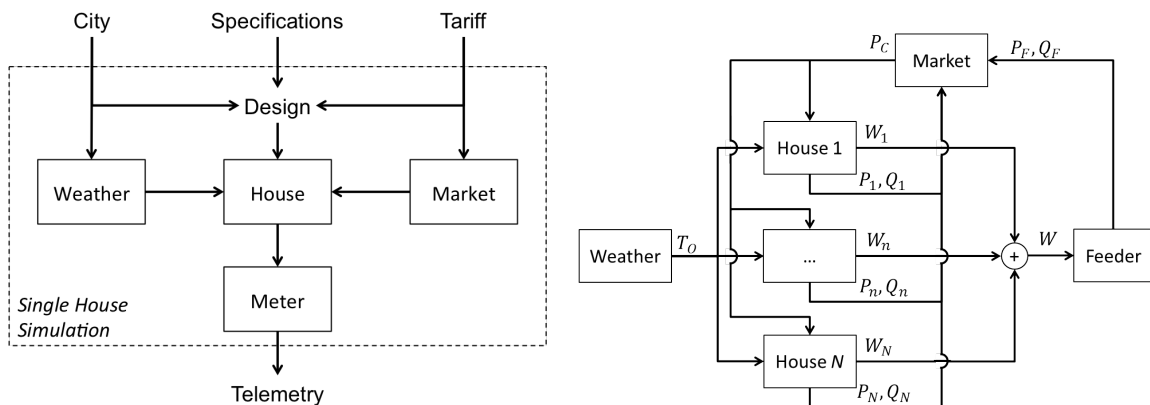 City Specifications Tariff
Design
Weather House Market
Meter
Single House
Simulation
Telemetry
P_C Market P_F, Q_F
House 1 W_1
P_1, Q_1
Weather T_O ... W_n + W Feeder
P_n, Q_n
House N W_N
P_N, Q_N